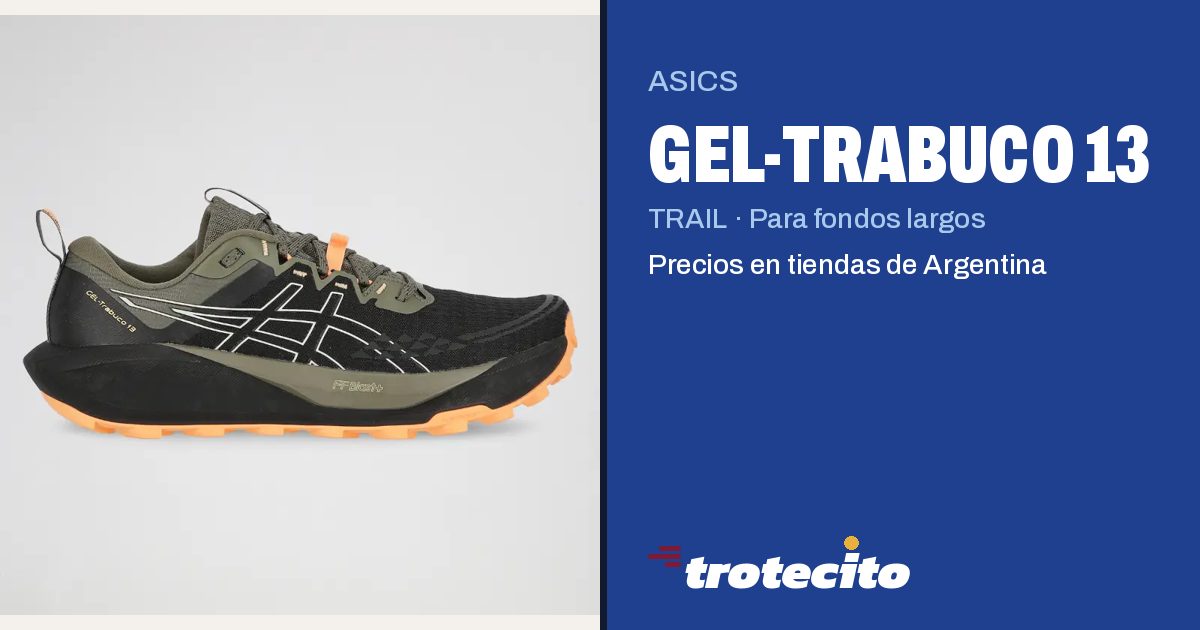 GEL-Trabuco 13
FF Blast+
ASICS
GEL-TRABUCO 13
TRAIL · Para fondos largos
Precios en tiendas de Argentina
trotecito